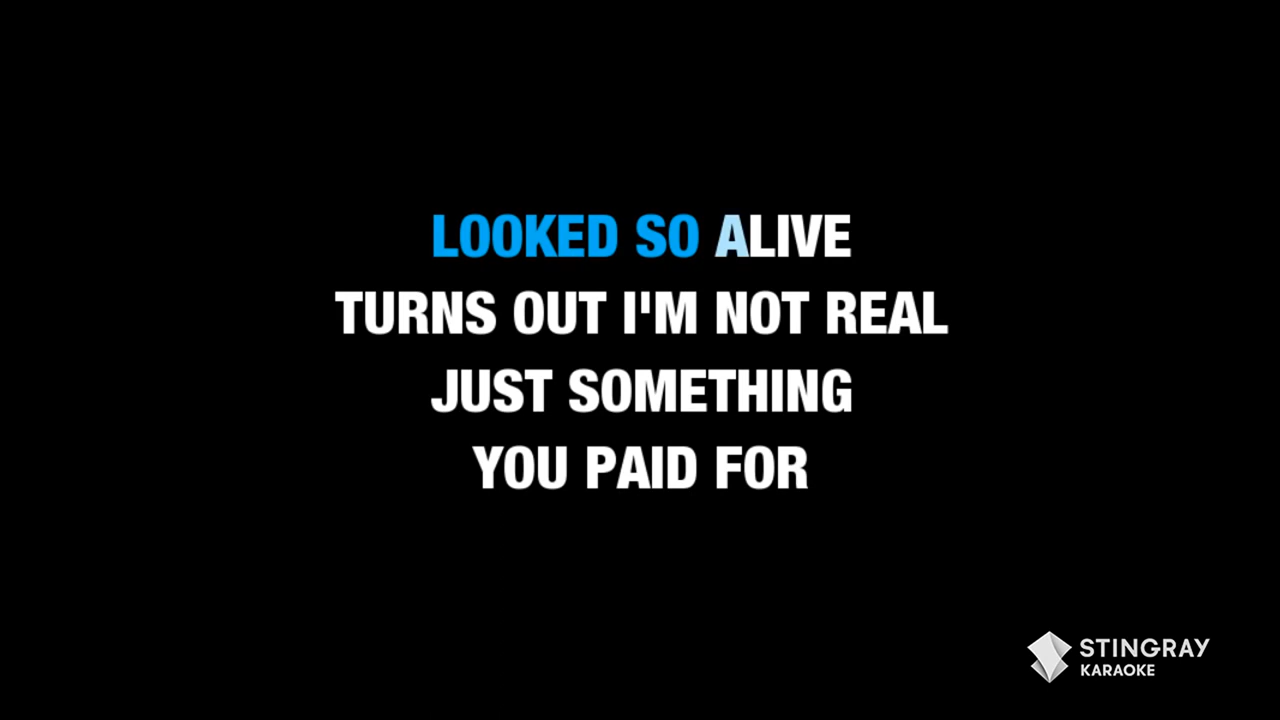 LOOKED SO ALIVE
TURNS OUT I'M NOT REAL
JUST SOMETHING
YOU PAID FOR
STINGRAY
KARAOKE